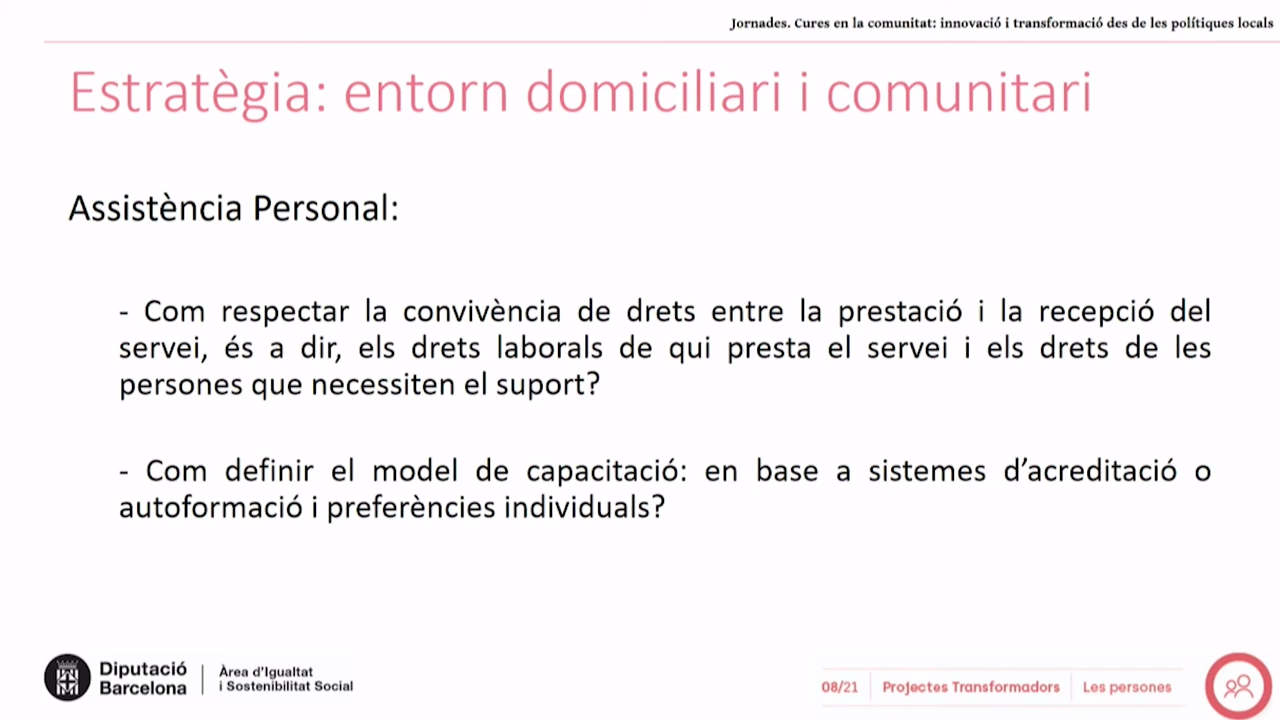 Jornades. Cures en la comunitat: innovació i transformació des de les polítiques locals
Estratègia: entorn domiciliari i comunitari
Assistència Personal:
- Com respectar la convivència de drets entre la prestació i la recepció del
servei, és a dir, els drets laborals de qui presta el servei i els drets de les
persones que necessiten el suport?
- Com definir el model de capacitació: en base a sistemes d’acreditació o
autoformació i preferències individuals?
Diputació
Barcelona
Àrea d'Igualtat
i Sostenibilitat Social
08/21
Projectes Transformadors
Les persones